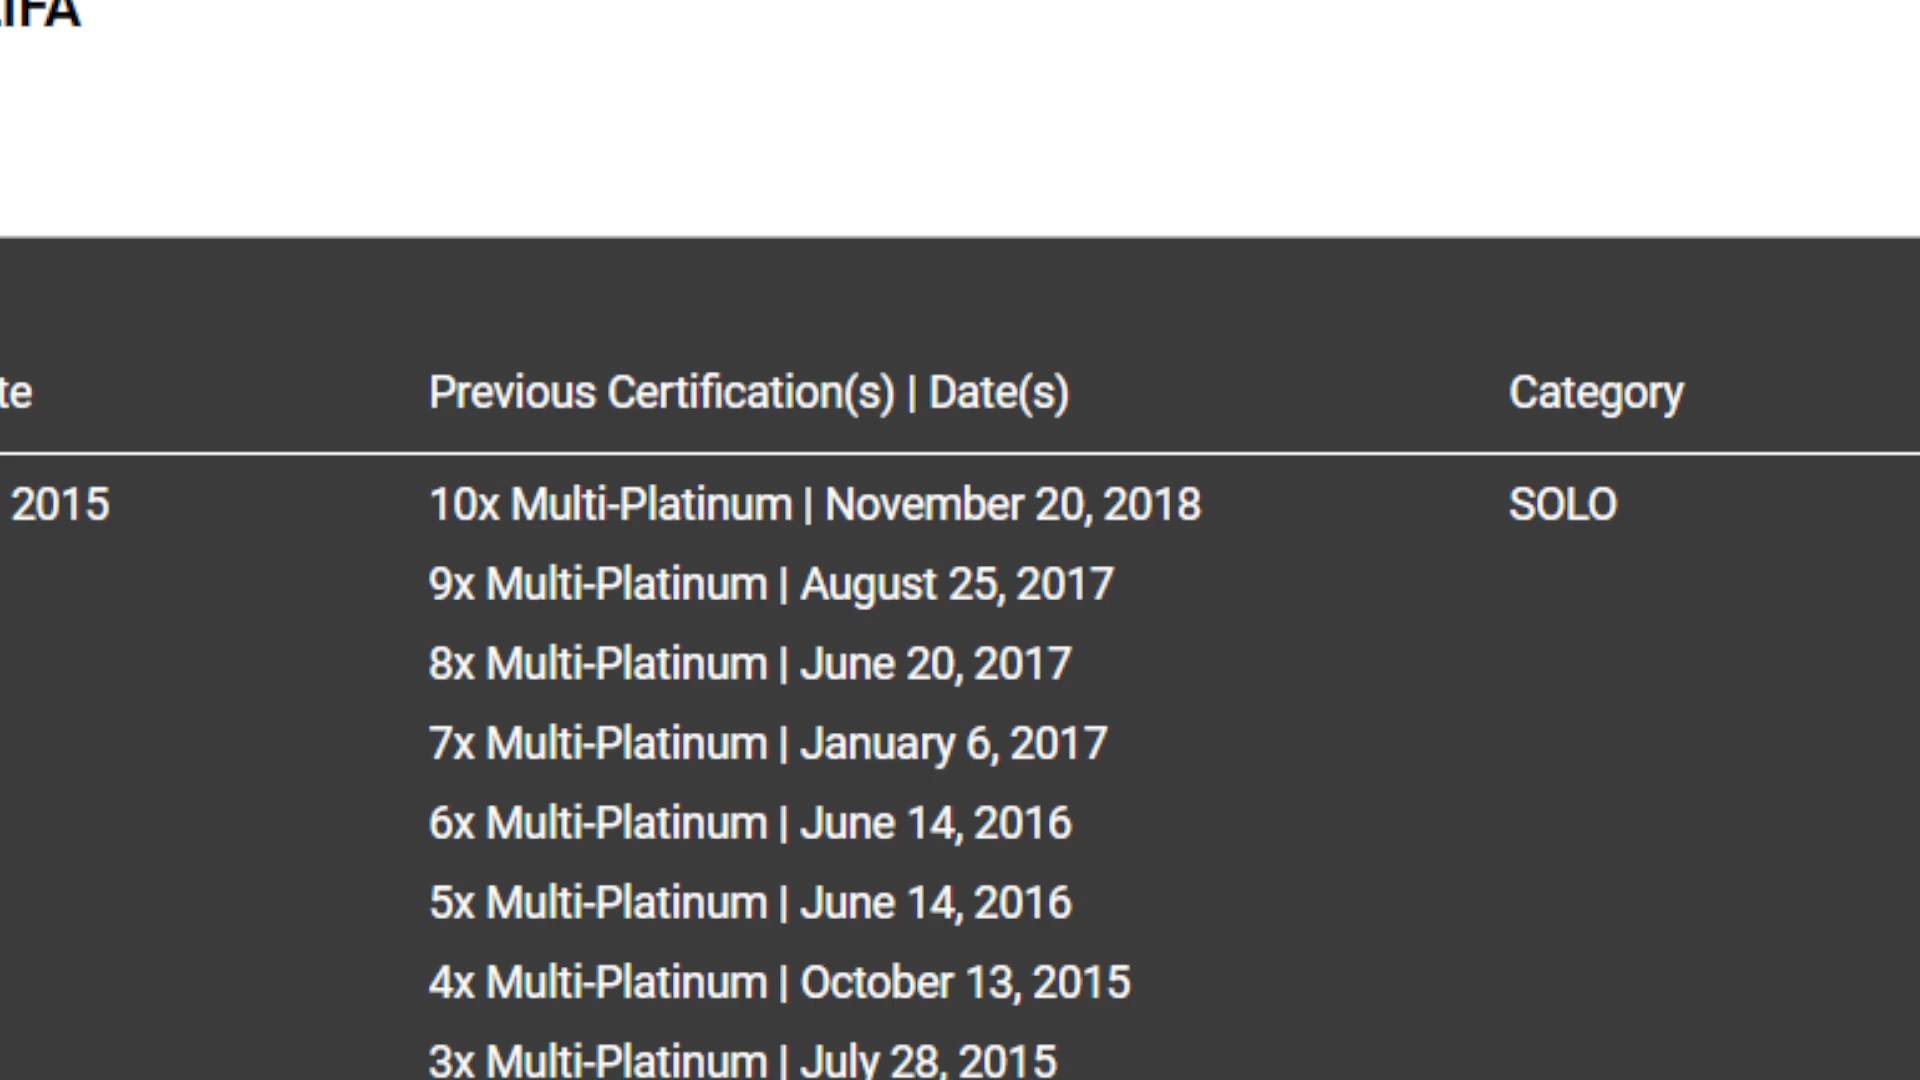 IFA
te
Previous Certification(s) | Date(s)
Category
2015
10x Multi-Platinum | November 20, 2018
SOLO
9x Multi-Platinum | August 25, 2017
8x Multi-Platinum | June 20, 2017
7x Multi-Platinum | January 6, 2017
6x Multi-Platinum | June 14, 2016
5x Multi-Platinum | June 14, 2016
4x Multi-Platinum | October 13, 2015
3x Multi-Platinum | July 28, 2015